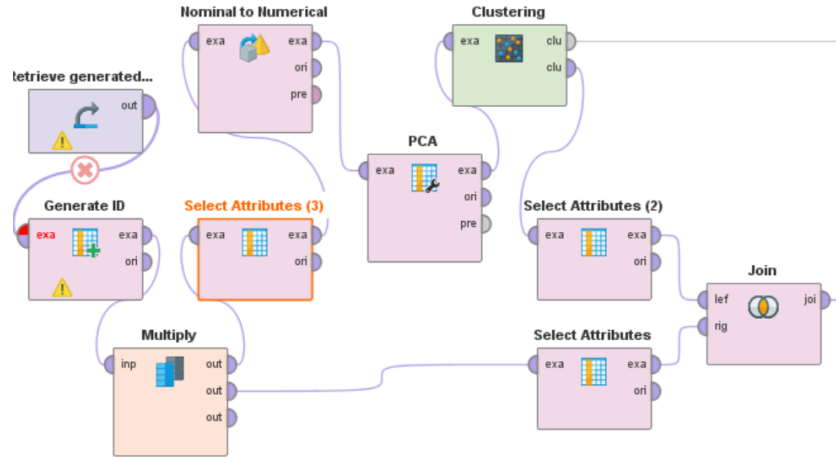 Nominal to Numerical
exa
exa
ori
pre
Clustering
exa
clu
clu
Retrieve generated...
out
PCA
exa
exa
ori
pre
Generate ID
exa
exa
ori
Select Attributes (3)
exa
exa
ori
Select Attributes (2)
exa
exa
ori
Join
lef
rig
joi
Multiply
inp
out
out
out
Select Attributes
exa
exa
ori